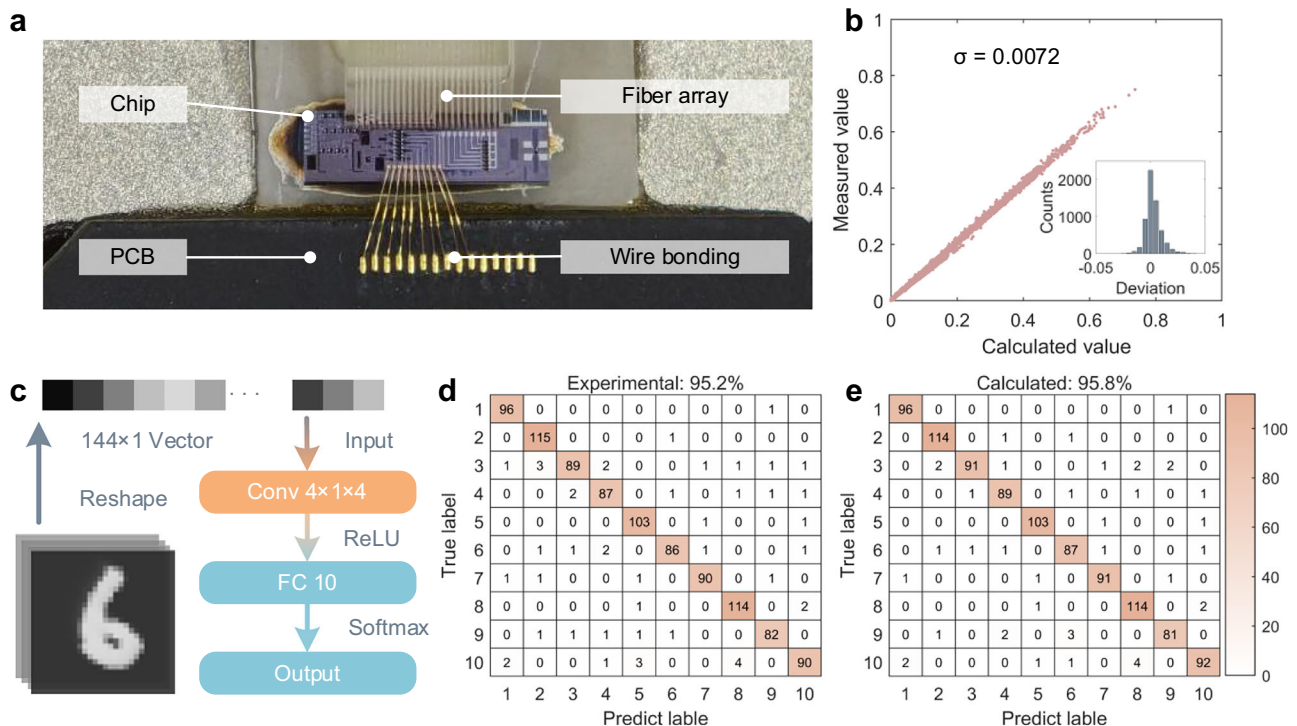 a
Chip
Fiber array
PCB
Wire bonding
b
σ = 0.0072
Measured value
1
0.8
0.6
0.4
0.2
0
0 0.2 0.4 0.6 0.8 1
Calculated value
Counts
2000
1000
0
-0.05 0 0.05
Deviation
c
. . .
144×1 Vector
Input
Reshape
Conv 4×1×4
ReLU
FC 10
Softmax
Output
d
Experimental: 95.2%
True label
1 96 0 0 0 0 0 0 0 1 0
2 0 115 0 0 0 1 0 0 0 0
3 1 3 89 2 0 0 1 1 1 1
4 0 0 2 87 0 1 0 1 1 1
5 0 0 0 0 103 0 1 0 0 1
6 0 1 1 2 0 86 1 0 0 1
7 1 1 0 0 1 0 90 0 1 0
8 0 0 0 0 1 0 0 114 0 2
9 0 1 1 1 1 1 1 0 82 0
10 2 0 0 1 3 0 0 4 0 90
1 2 3 4 5 6 7 8 9 10
Predict lable
e
Calculated: 95.8%
True label
1 96 0 0 0 0 0 0 0 1 0
2 0 114 0 1 0 1 0 0 0 0
3 0 2 91 1 0 0 1 2 2 0
4 0 0 1 89 0 1 0 1 0 1
5 0 0 0 0 103 0 1 0 0 1
6 0 1 1 0 1 87 1 0 0 1
7 1 0 0 0 1 0 91 0 1 0
8 0 0 0 0 1 0 0 114 0 2
9 0 1 0 2 0 3 0 0 81 0
10 2 0 0 0 1 1 0 4 0 92
1 2 3 4 5 6 7 8 9 10
Predict lable
100
80
60
40
20
0